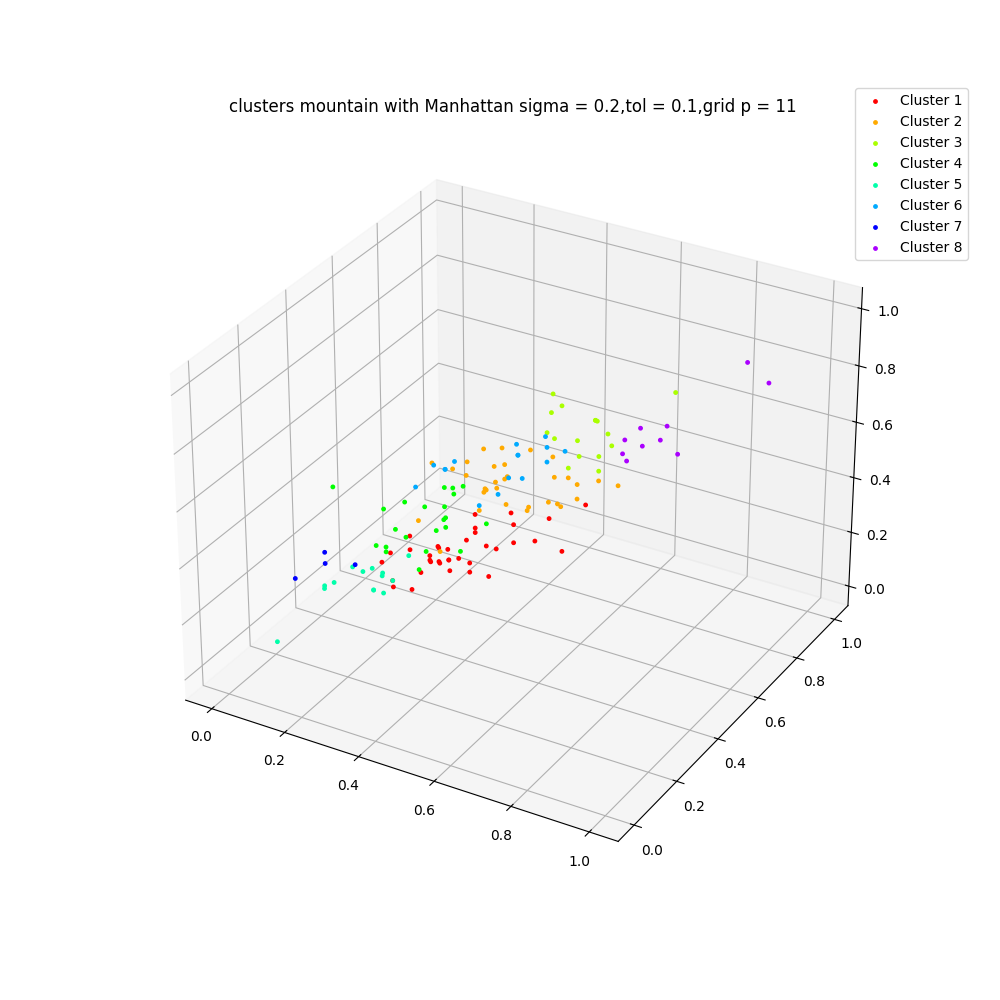 clusters mountain with Manhattan sigma = 0.2,tol = 0.1,grid p = 11
Cluster 1
Cluster 2
Cluster 3
Cluster 4
Cluster 5
Cluster 6
Cluster 7
Cluster 8
1.0
0.8
0.6
0.4
0.2
0.0
1.0
0.8
0.6
0.4
0.2
0.0
0.0
0.2
0.4
0.6
0.8
1.0